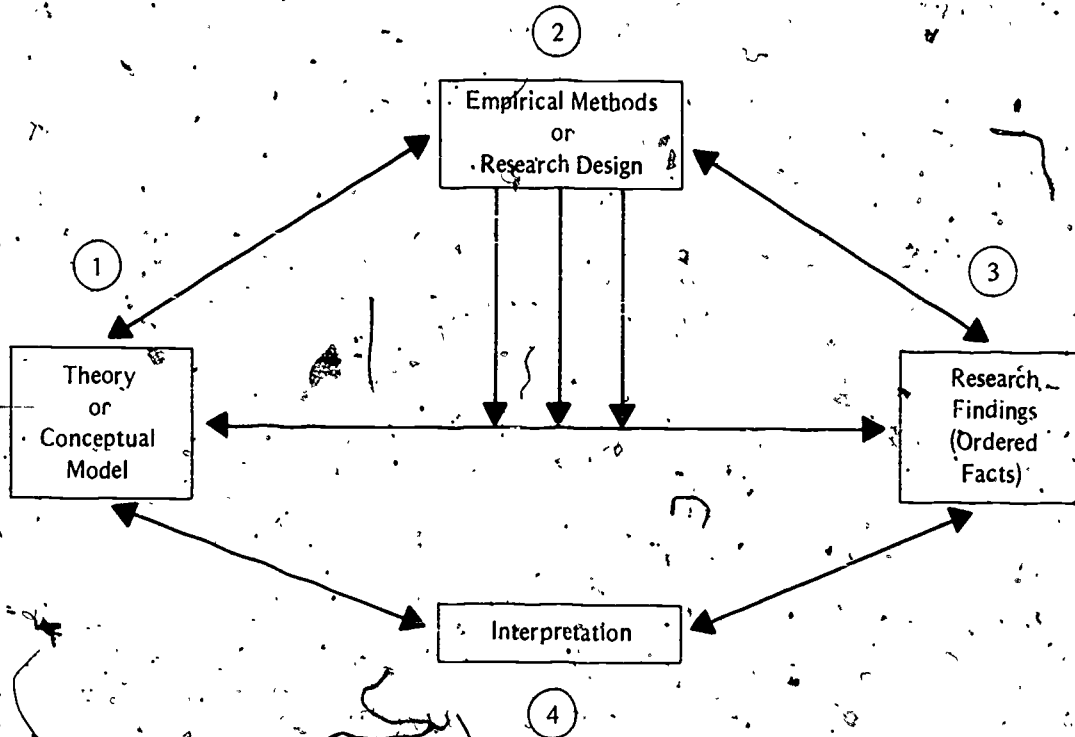 2
Empirical Methods
or
Research Design
1
3
Theory
or
Conceptual
Model
Research
Findings
(Ordered
Facts)
Interpretation
4